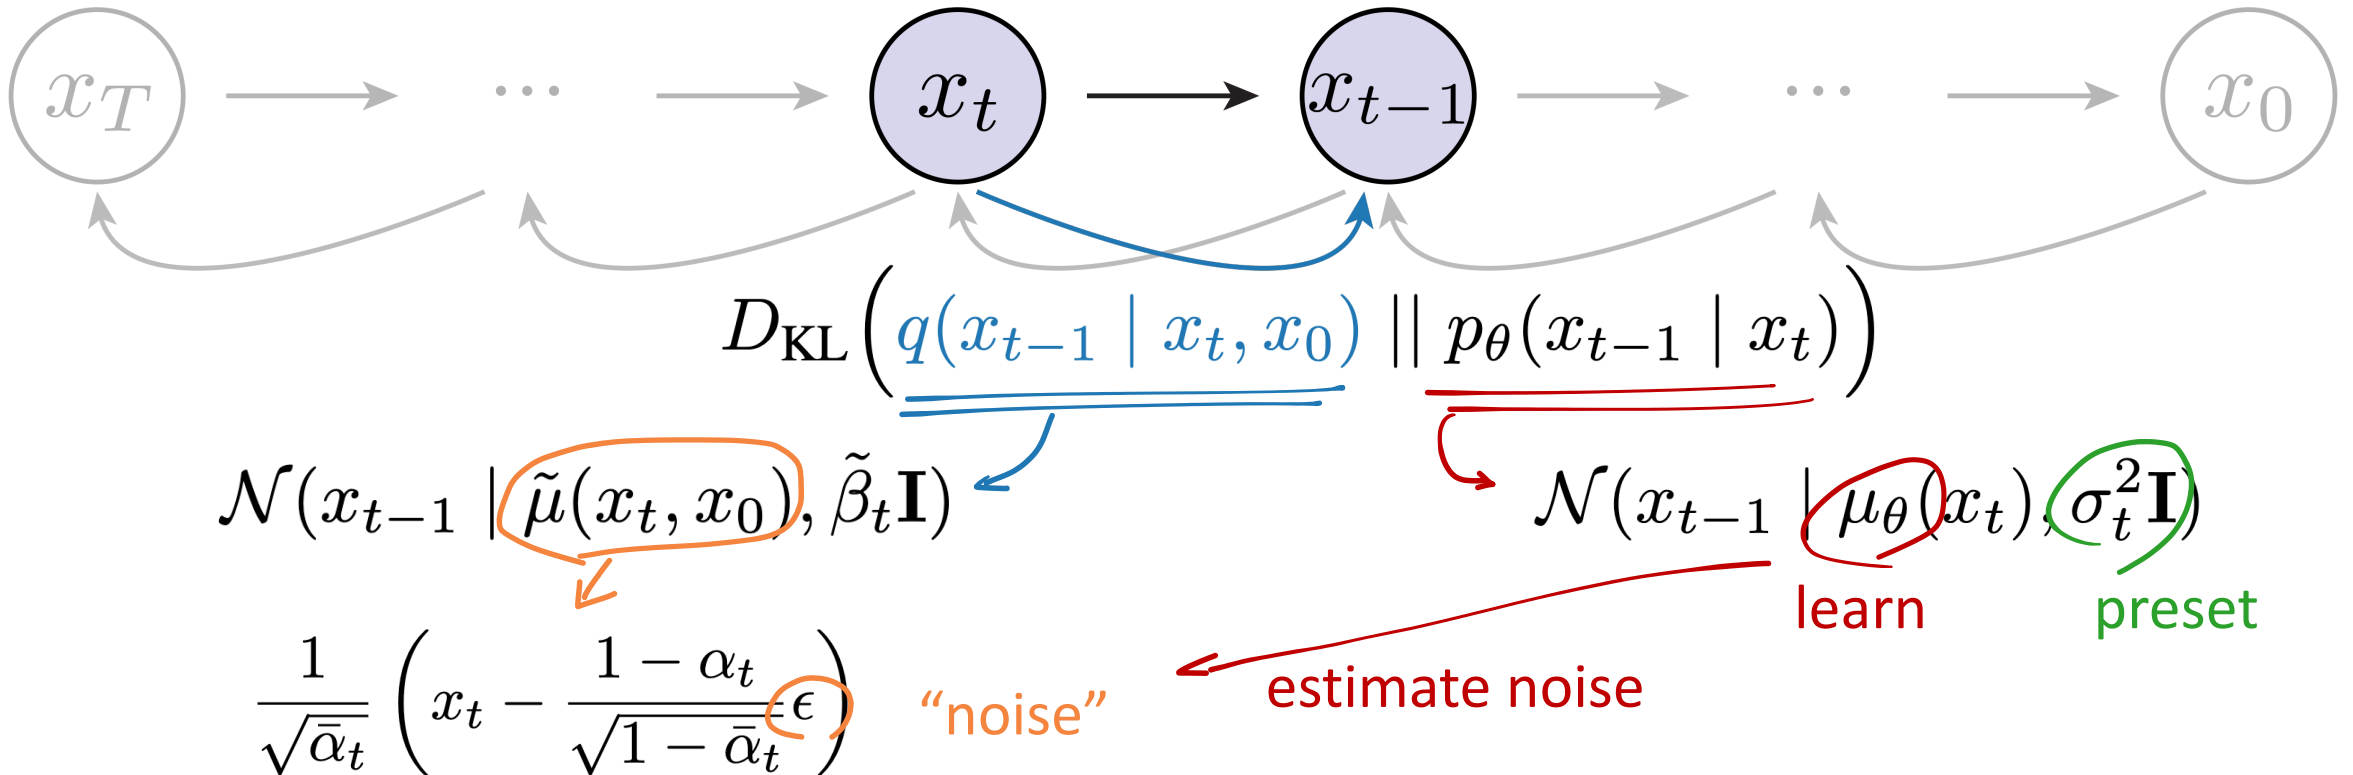 x_T ⋯ x_t x_{t−1} ⋯ x_0
D_KL( q(x_{t−1} | x_t, x_0) || p_θ(x_{t−1} | x_t) )
𝒩(x_{t−1} | μ̃(x_t, x_0), β̃_t 𝐈) 𝒩(x_{t−1} | μ_θ(x_t), σ_t^2 𝐈)
learn preset
1/√ᾱ_t ( x_t − (1 − α_t)/√(1 − ᾱ_t) ϵ ) “noise” estimate noise